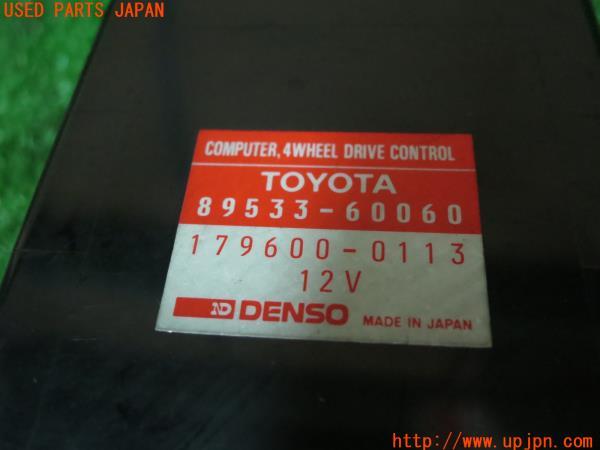 USED PARTS JAPAN
COMPUTER, 4WHEEL DRIVE CONTROL
TOYOTA
89533-60060
179600-0113
12V
ND DENSO MADE IN JAPAN
http://www.upjpn.com/